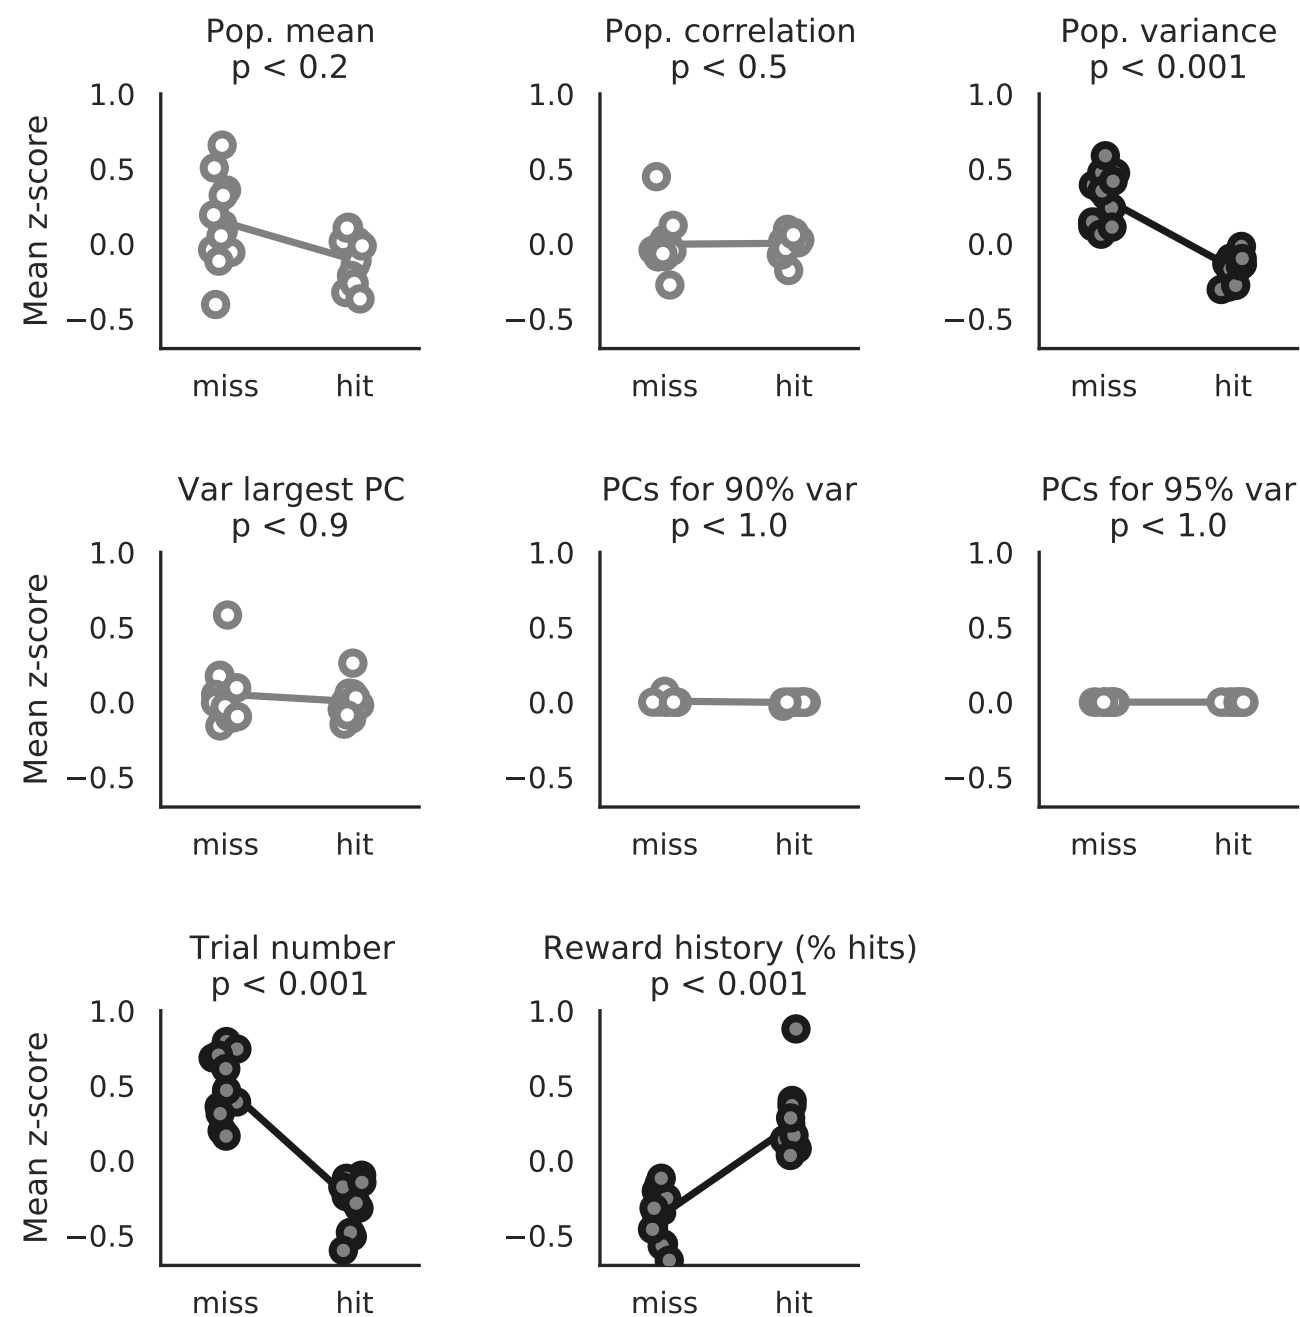 Pop. mean
p < 0.2
Pop. correlation
p < 0.5
Pop. variance
p < 0.001
Mean z-score
1.0
0.5
0.0
−0.5
miss hit
1.0
0.5
0.0
−0.5
miss hit
1.0
0.5
0.0
−0.5
miss hit
Var largest PC
p < 0.9
PCs for 90% var
p < 1.0
PCs for 95% var
p < 1.0
Mean z-score
1.0
0.5
0.0
−0.5
miss hit
1.0
0.5
0.0
−0.5
miss hit
1.0
0.5
0.0
−0.5
miss hit
Trial number
p < 0.001
Reward history (% hits)
p < 0.001
Mean z-score
1.0
0.5
0.0
−0.5
miss hit
1.0
0.5
0.0
−0.5
miss hit